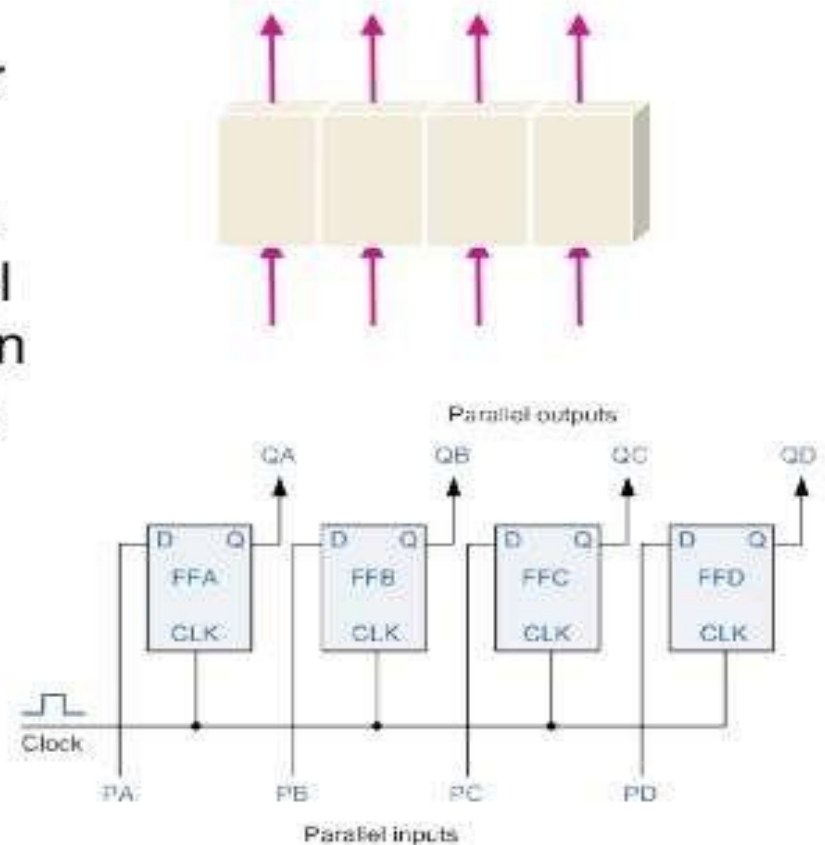 Parallel outputs
QA QB QC QD
D Q D Q D Q D Q
FFA FFB FFC FFD
CLK CLK CLK CLK
Clock
PA PB PC PD
Parallel inputs